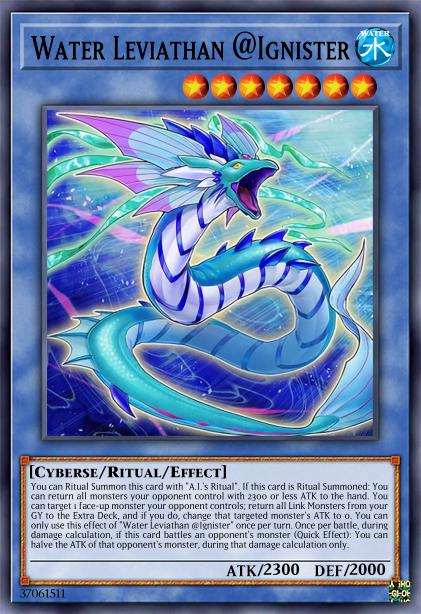 Water Leviathan @Ignister
WATER
水
[Cyberse/Ritual/Effect]
You can Ritual Summon this card with "A.I.'s Ritual". If this card is Ritual Summoned: You
can return all monsters your opponent control with 2300 or less ATK to the hand. You
can target 1 face-up monster your opponent controls; return all Link Monsters from your
GY to the Extra Deck, and if you do, change that targeted monster's ATK to 0. You can
only use this effect of "Water Leviathan @Ignister" once per turn. Once per battle, during
damage calculation, if this card battles an opponent's monster (Quick Effect): You can
halve the ATK of that opponent's monster, during that damage calculation only.
ATK/2300 DEF/2000
37061511